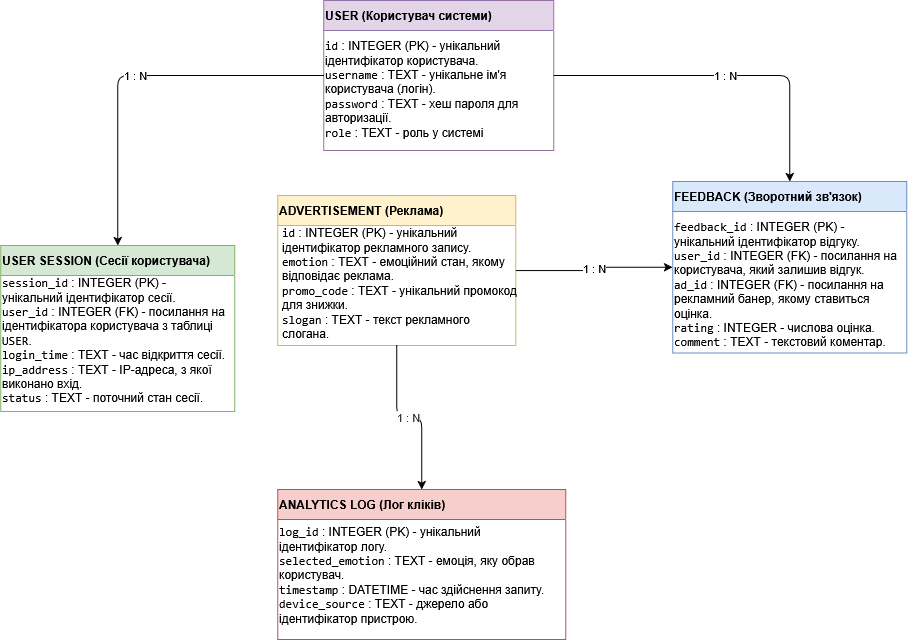 USER (Користувач системи)
id : INTEGER (PK) - унікальний
ідентифікатор користувача.
username : TEXT - унікальне ім'я
користувача (логін).
password : TEXT - хеш пароля для
авторизації.
role : TEXT - роль у системі
1 : N
1 : N
USER SESSION (Сесії користувача)
session_id : INTEGER (PK) -
унікальний ідентифікатор сесії.
user_id : INTEGER (FK) - посилання на
ідентифікатора користувача з таблиці
USER.
login_time : TEXT - час відкриття сесії.
ip_address : TEXT - IP-адреса, з якої
виконано вхід.
status : TEXT - поточний стан сесії.
ADVERTISEMENT (Реклама)
id : INTEGER (PK) - унікальний
ідентифікатор рекламного запису.
emotion : TEXT - емоційний стан, якому
відповідає реклама.
promo_code : TEXT - унікальний промокод
для знижки.
slogan : TEXT - текст рекламного
слогана.
1 : N
FEEDBACK (Зворотний зв'язок)
feedback_id : INTEGER (PK) -
унікальний ідентифікатор відгуку.
user_id : INTEGER (FK) - посилання на
користувача, який залишив відгук.
ad_id : INTEGER (FK) - посилання на
рекламний банер, якому ставиться
оцінка.
rating : INTEGER - числова оцінка.
comment : TEXT - текстовий коментар.
1 : N
ANALYTICS LOG (Лог кліків)
log_id : INTEGER (PK) - унікальний
ідентифікатор логу.
selected_emotion : TEXT - емоція, яку обрав
користувач.
timestamp : DATETIME - час здійснення запиту.
device_source : TEXT - джерело або
ідентифікатор пристрою.